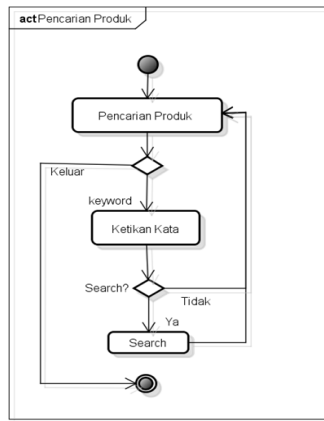 act Pencarian Produk
Pencarian Produk
Keluar
keyword
Ketikan Kata
Search?
Tidak
Ya
Search